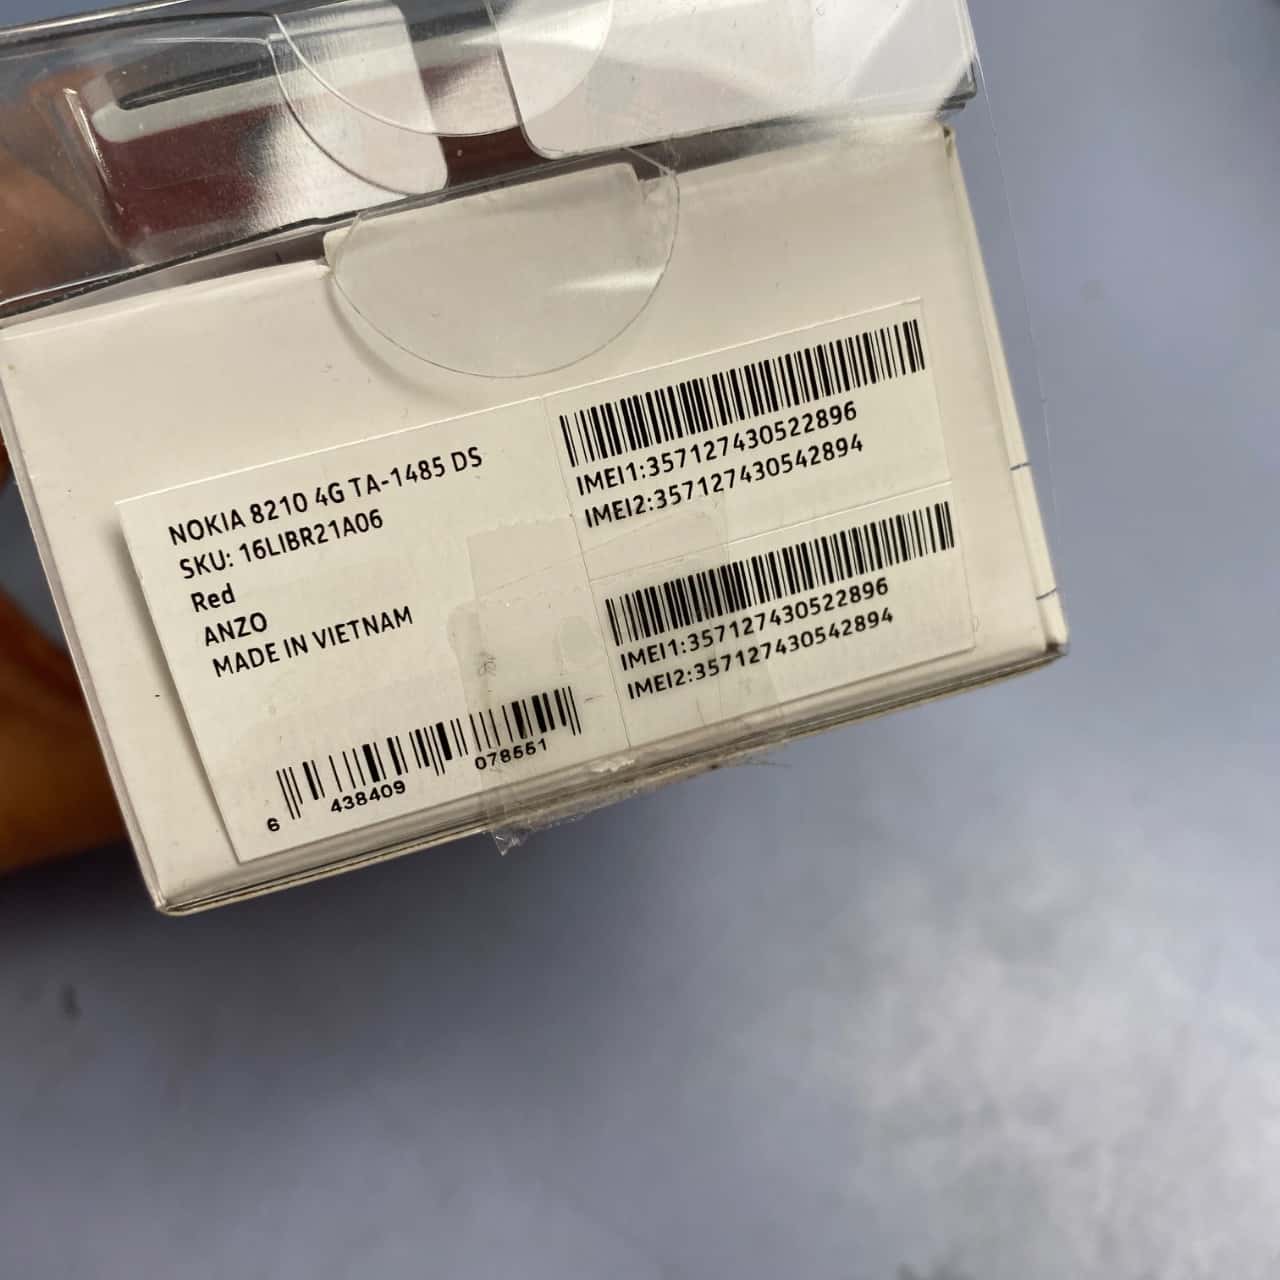 NOKIA 8210 4G TA-1485 DS
SKU: 16LIBR21A06
Red
ANZO
MADE IN VIETNAM
6 438409 078551
IMEI1:357127430522896
IMEI2:357127430542894
IMEI1:357127430522896
IMEI2:357127430542894